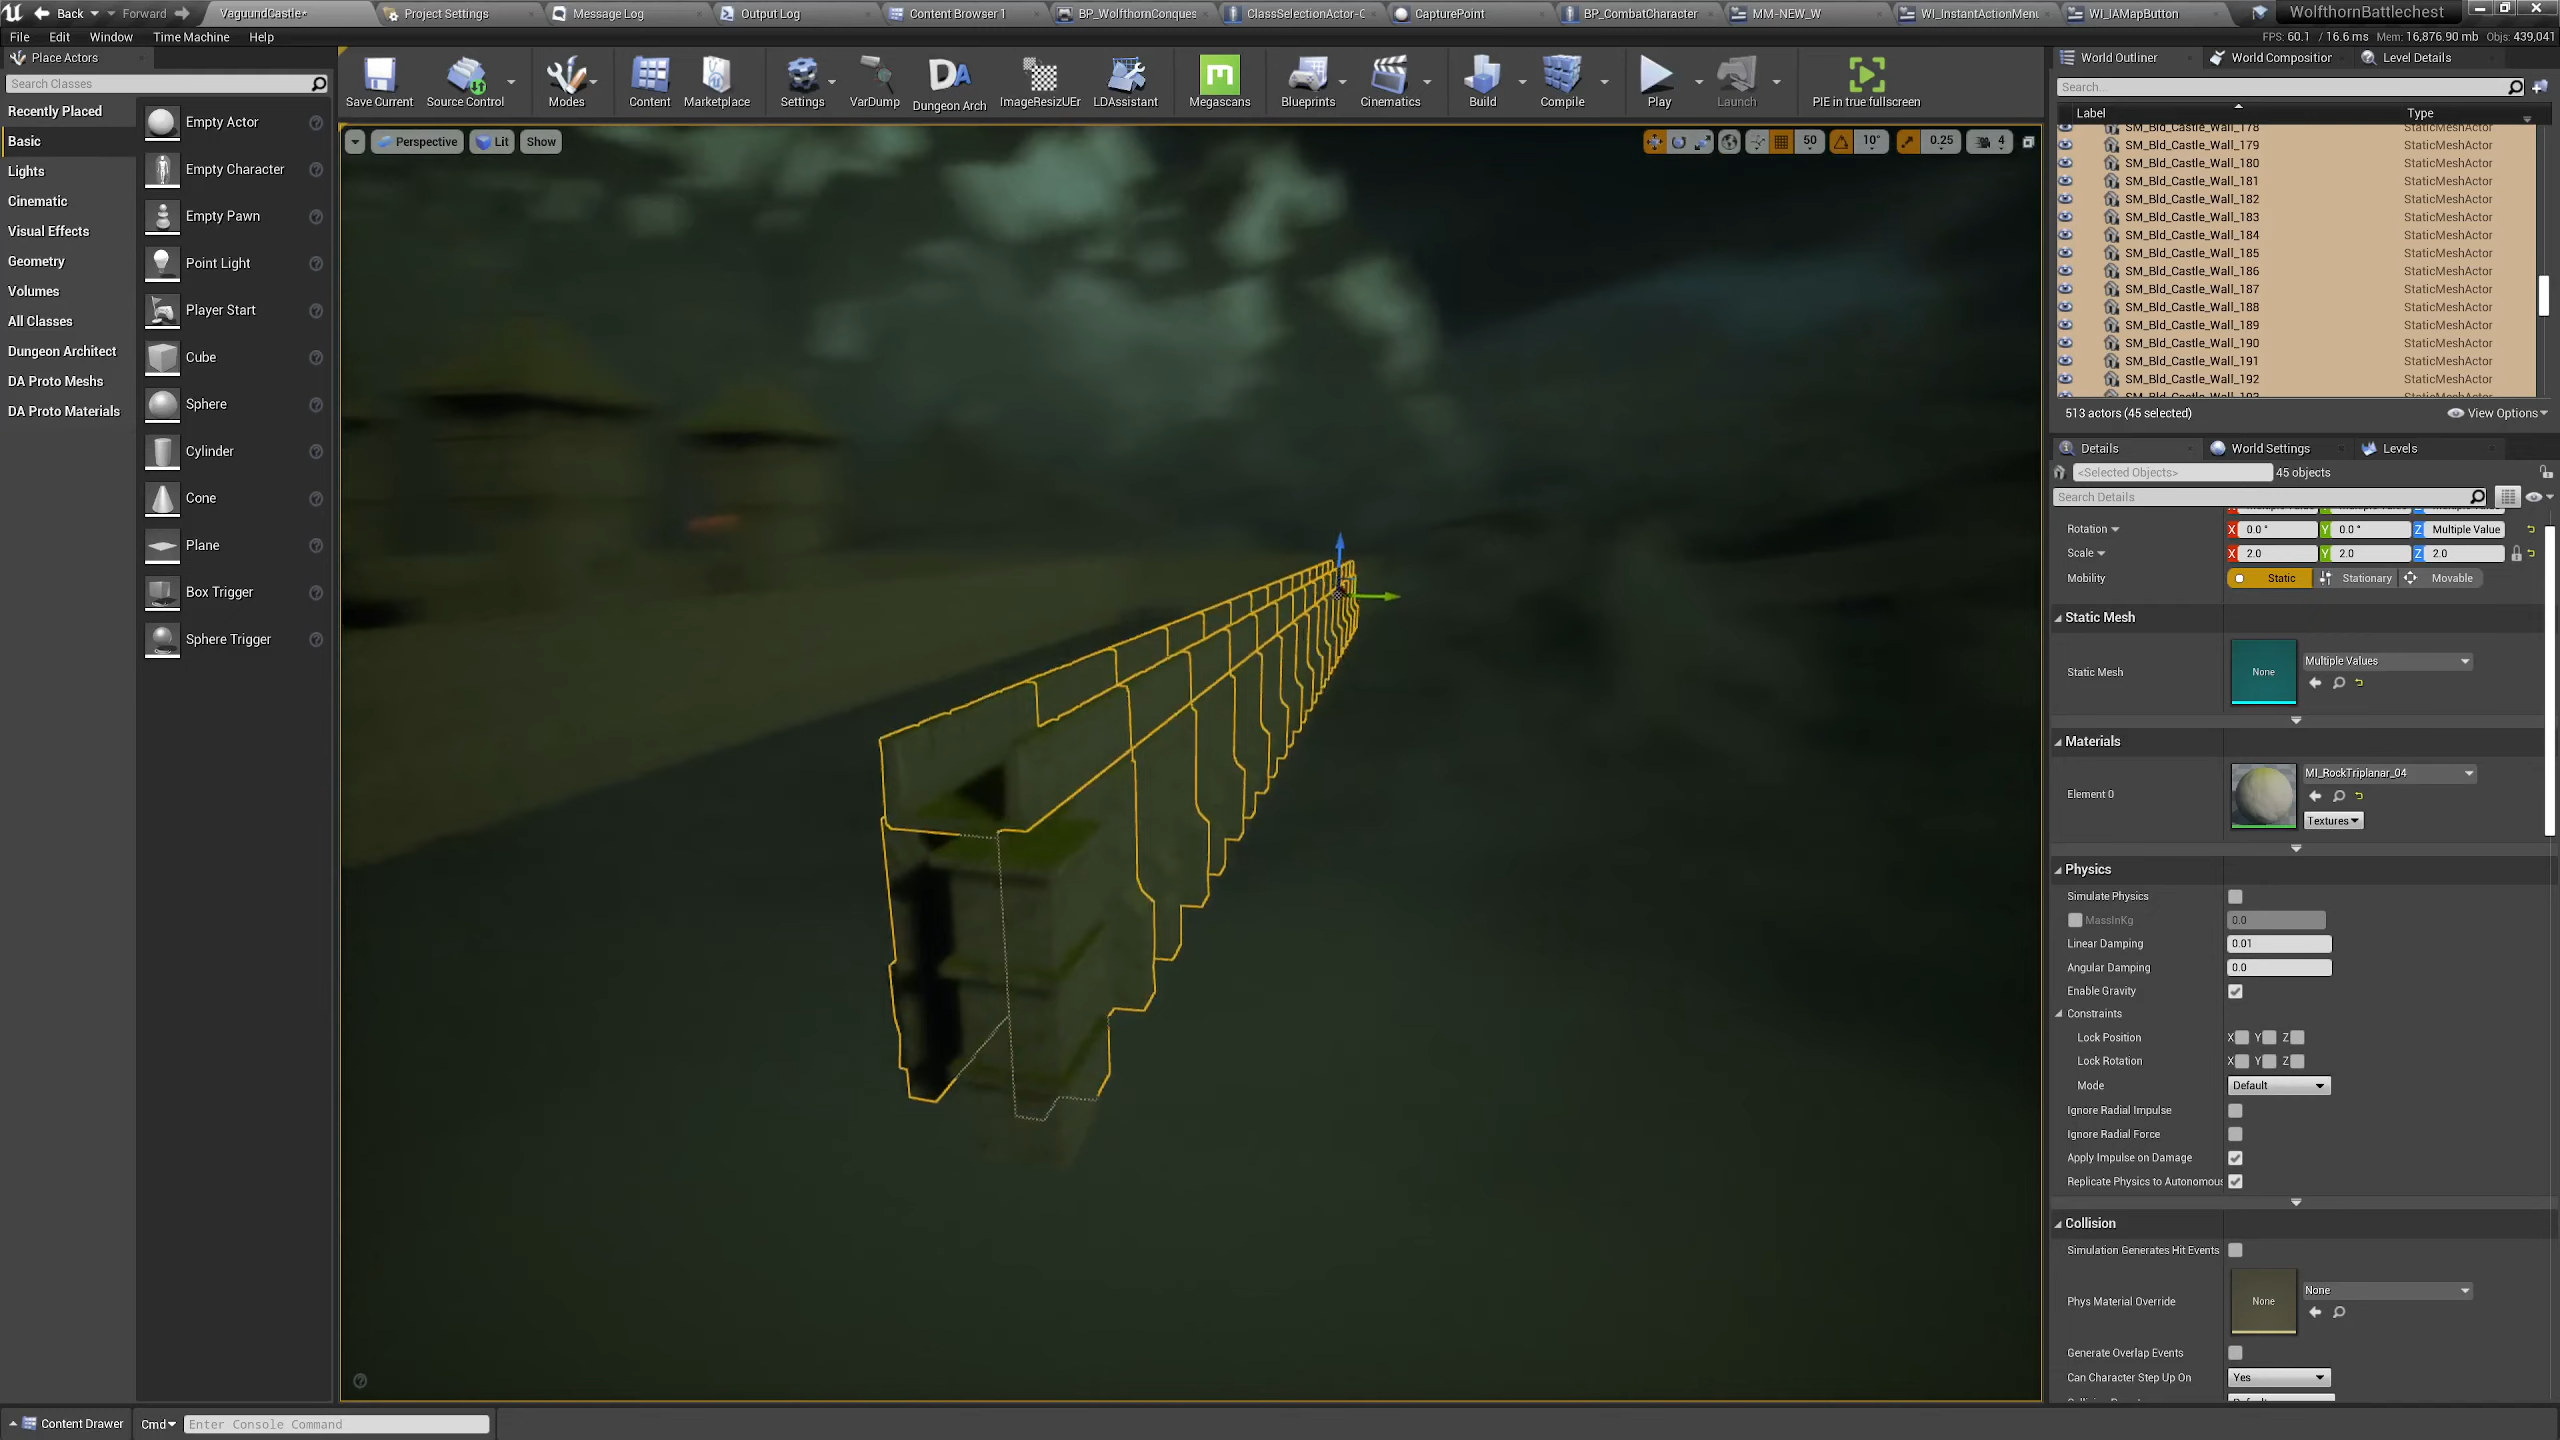 Back Forward VaguundCastle* Project Settings Message Log Output Log Content Browser 1 BP_WolfthornConques ClassSelectionActor-C CapturePoint BP_CombatCharacter MM-NEW_W WI_InstantActionMenu WI_IAMapButton WolfthornBattlechest
File Edit Window Time Machine Help
FPS: 60.1 / 16.6 ms Mem: 16,876.90 mb Objs: 439,041
Place Actors
Search Classes
Recently Placed
Basic
Lights
Cinematic
Visual Effects
Geometry
Volumes
All Classes
Dungeon Architect
DA Proto Meshs
DA Proto Materials
Empty Actor
Empty Character
Empty Pawn
Point Light
Player Start
Cube
Sphere
Cylinder
Cone
Plane
Box Trigger
Sphere Trigger
Save Current Source Control Modes Content Marketplace Settings VarDump Dungeon Arch ImageResizUEr LDAssistant Megascans Blueprints Cinematics Build Compile Play Launch PIE in true fullscreen
Perspective Lit Show
50 10° 0.25 4
World Outliner World Composition Level Details
Search...
Label Type
SM_Bld_Castle_Wall_178 StaticMeshActor
SM_Bld_Castle_Wall_179 StaticMeshActor
SM_Bld_Castle_Wall_180 StaticMeshActor
SM_Bld_Castle_Wall_181 StaticMeshActor
SM_Bld_Castle_Wall_182 StaticMeshActor
SM_Bld_Castle_Wall_183 StaticMeshActor
SM_Bld_Castle_Wall_184 StaticMeshActor
SM_Bld_Castle_Wall_185 StaticMeshActor
SM_Bld_Castle_Wall_186 StaticMeshActor
SM_Bld_Castle_Wall_187 StaticMeshActor
SM_Bld_Castle_Wall_188 StaticMeshActor
SM_Bld_Castle_Wall_189 StaticMeshActor
SM_Bld_Castle_Wall_190 StaticMeshActor
SM_Bld_Castle_Wall_191 StaticMeshActor
SM_Bld_Castle_Wall_192 StaticMeshActor
513 actors (45 selected) View Options
Details World Settings Levels
<Selected Objects> 45 objects
Search Details
Rotation X 0.0 ° Y 0.0 ° Z Multiple Value
Scale X 2.0 Y 2.0 Z 2.0
Mobility Static Stationary Movable
Static Mesh
Static Mesh None Multiple Values
Materials
Element 0 MI_RockTriplanar_04
Textures
Physics
Simulate Physics
MassInKg 0.0
Linear Damping 0.01
Angular Damping 0.0
Enable Gravity
Constraints
Lock Position X Y Z
Lock Rotation X Y Z
Mode Default
Ignore Radial Impulse
Ignore Radial Force
Apply Impulse on Damage
Replicate Physics to Autonomous
Collision
Simulation Generates Hit Events
Phys Material Override None None
Generate Overlap Events
Can Character Step Up On Yes
Content Drawer Cmd Enter Console Command